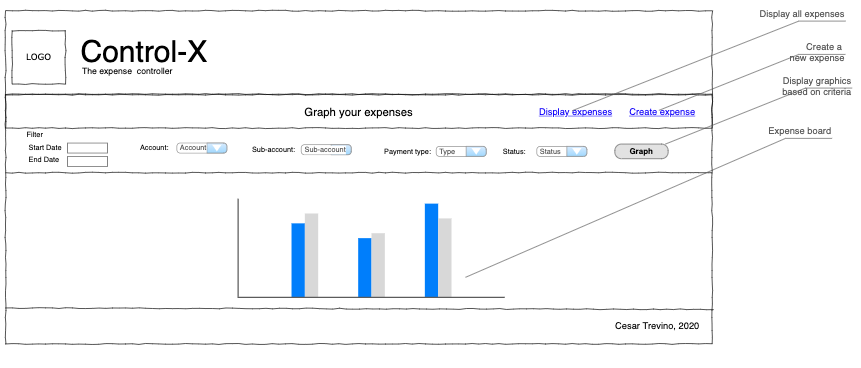 Display all expenses
LOGO
Control-X
The expense controller
Create a
new expense
Display graphics
based on criteria
Graph your expenses
Display expenses
Create expense
Filter
Start Date
End Date
Account:
Account
Sub-account:
Sub-account
Payment type:
Type
Status:
Status
Graph
Expense board
Cesar Trevino, 2020